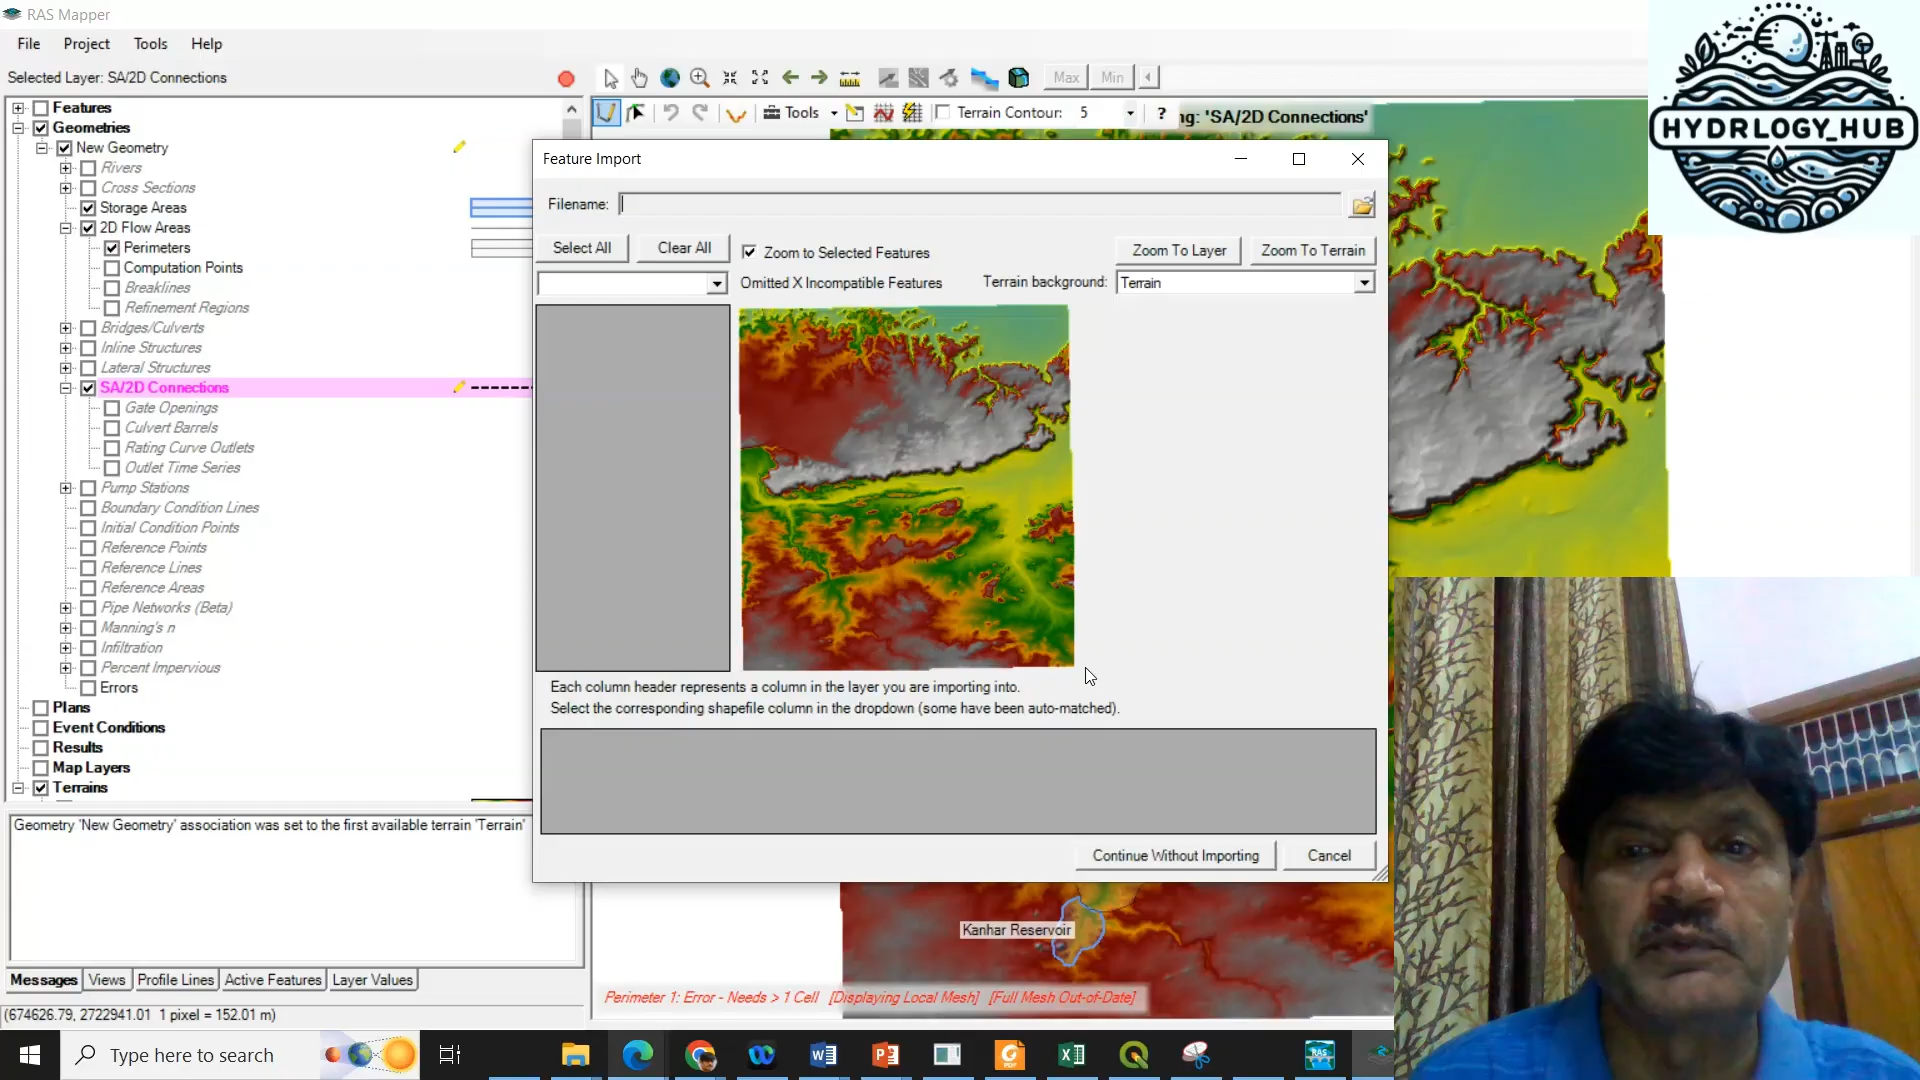 RAS Mapper
File Project Tools Help
Selected Layer: SA/2D Connections
Max Min
Features
Geometries
New Geometry
Rivers
Cross Sections
Storage Areas
2D Flow Areas
Perimeters
Computation Points
Breaklines
Refinement Regions
Bridges/Culverts
Inline Structures
Lateral Structures
SA/2D Connections
Gate Openings
Culvert Barrels
Rating Curve Outlets
Outlet Time Series
Pump Stations
Boundary Condition Lines
Initial Condition Points
Reference Points
Reference Lines
Reference Areas
Pipe Networks (Beta)
Manning's n
Infiltration
Percent Impervious
Errors
Plans
Event Conditions
Results
Map Layers
Terrains
Geometry 'New Geometry' association was set to the first available terrain 'Terrain'
Messages Views Profile Lines Active Features Layer Values
(674626.79, 2722941.01 1 pixel = 152.01 m)
Tools Terrain Contour: 5 ? ng: 'SA/2D Connections'
Feature Import
Filename:
Select All Clear All Zoom to Selected Features Zoom To Layer Zoom To Terrain
Omitted X Incompatible Features Terrain background: Terrain
Each column header represents a column in the layer you are importing into.
Select the corresponding shapefile column in the dropdown (some have been auto-matched).
Continue Without Importing Cancel
Kanhar Reservoir
Perimeter 1: Error - Needs > 1 Cell [Displaying Local Mesh] [Full Mesh Out-of-Date]
HYDRLOGY_HUB
Type here to search
RAS